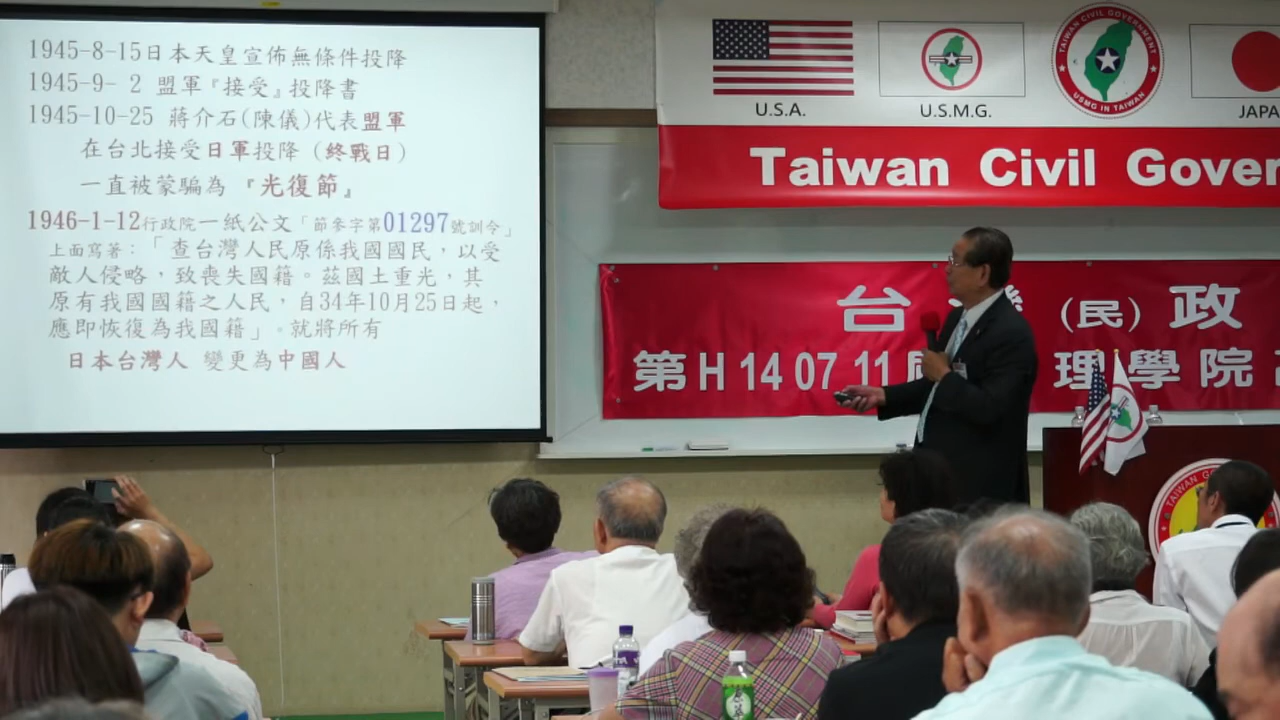 1945-8-15日本天皇宣佈無條件投降
1945-9- 2 盟軍『接受』投降書
1945-10-25 蔣介石(陳儀)代表盟軍
在台北接受日軍投降 (終戰日)
一直被蒙騙為 『光復節』
1946-1-12行政院一紙公文「節參字第01297號訓令」
上面寫著：「查台灣人民原係我國國民，以受
敵人侵略，致喪失國籍。茲國土重光，其
原有我國國籍之人民，自34年10月25日起，
應即恢復為我國籍」。就將所有
日本台灣人 變更為中國人
U.S.A.
U.S.M.G.
TAIWAN CIVIL GOVERNMENT
USMG IN TAIWAN
JAPA
Taiwan Civil Gover
台 (民) 政
第H 14 07 11 理學院
TAIWAN